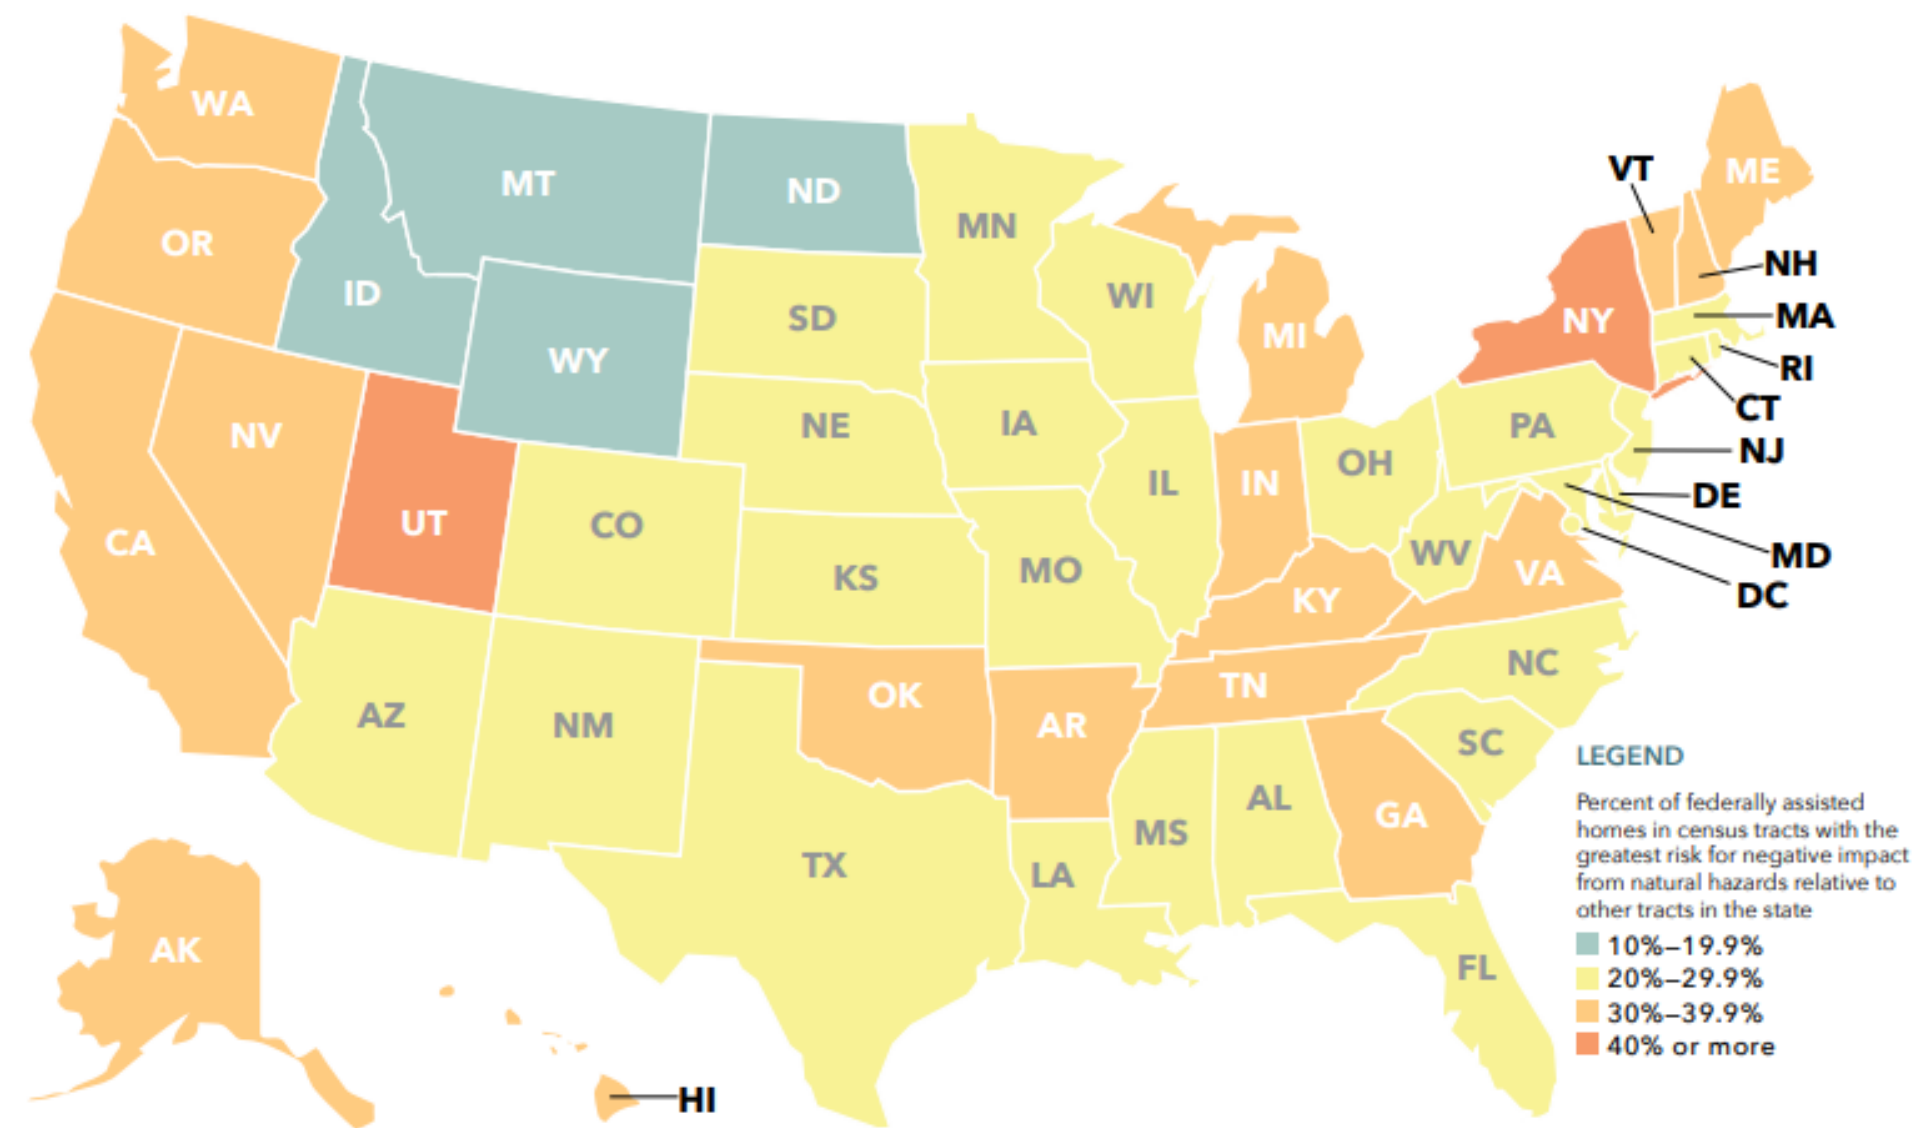 WA
MT
ND
OR
ID
MN
VT
ME
NH
SD
WI
WY
MI
NY
MA
RI
CT
NV
NE
IA
PA
NJ
UT
CO
IL
IN
OH
DE
CA
KS
MO
WV
VA
MD
KY
DC
AZ
NM
OK
AR
TN
NC
SC
MS
AL
GA
TX
LA
FL
AK
HI
LEGEND
Percent of federally assisted
homes in census tracts with the
greatest risk for negative impact
from natural hazards relative to
other tracts in the state
10%–19.9%
20%–29.9%
30%–39.9%
40% or more